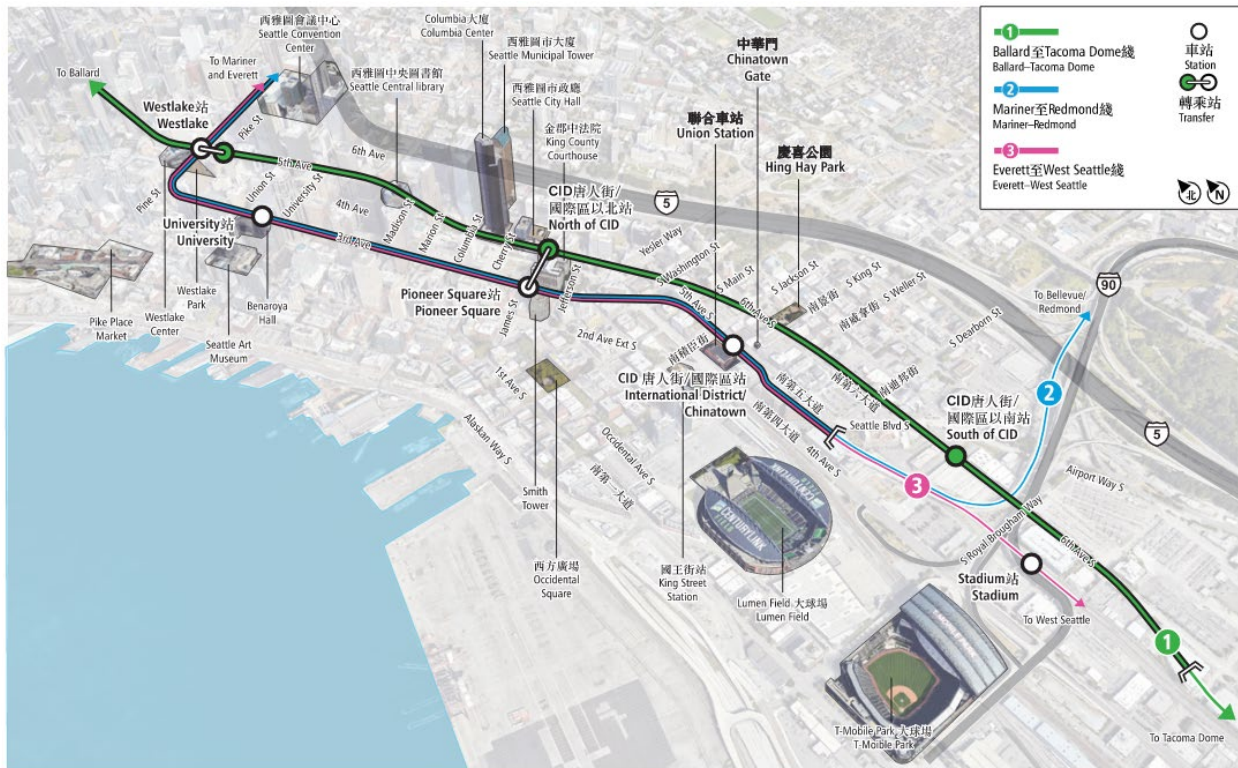 To Ballard
西雅圖會議中心
Seattle Convention
Center
To Mariner
and Everett
Westlake站
Westlake
Pike St
Columbia大廈
Columbia Center
西雅圖市大廈
Seattle Municipal Tower
西雅圖中央圖書館
Seattle Central library
西雅圖市政廳
Seattle City Hall
金郡中法院
King County
Courthouse
中華門
Chinatown
Gate
聯合車站
Union Station
慶喜公園
Hing Hay Park
1
Ballard 至Tacoma Dome綫
Ballard–Tacoma Dome
2
Mariner至Redmond綫
Mariner–Redmond
3
Everett至West Seattle綫
Everett–West Seattle
車站
Station
轉乘站
Transfer
北
N
5
6th Ave
5th Ave
Pine St
Union St
University St
4th Ave
3rd Ave
Madison St
Marion St
Columbia St
Cherry St
CID唐人街/
國際區以北站
North of CID
University站
University
Pioneer Square站
Pioneer Square
James St
Jefferson St
Yesler Way
S Washington St
S Main St
S Jackson St
S King St
S Weller St
S Dearborn St
南景街
南威拿街
南迪邦街
南積臣街
5th Ave S
6th Ave S
2nd Ave Ext S
1st Ave S
Pike Place
Market
Westlake
Center
Westlake
Park
Seattle Art
Museum
Benaroya
Hall
To Bellevue/
Redmond
90
CID 唐人街/國際區站
International District/
Chinatown
南第五大道
南第六大道
南第四大道
4th Ave S
Seattle Blvd S
CID唐人街/
國際區以南站
South of CID
2
3
5
Airport Way S
S Royal Brougham Way
6th Ave S
Alaskan Way S
Occidental Ave S
南第一大道
Smith
Tower
西方廣場
Occidental
Square
國王街站
King Street
Station
CENTURYLINK
Lumen Field 大球場
Lumen Field
Stadium站
Stadium
To West Seattle
T-Mobile Park 大球場
T-Moible Park
1
To Tacoma Dome